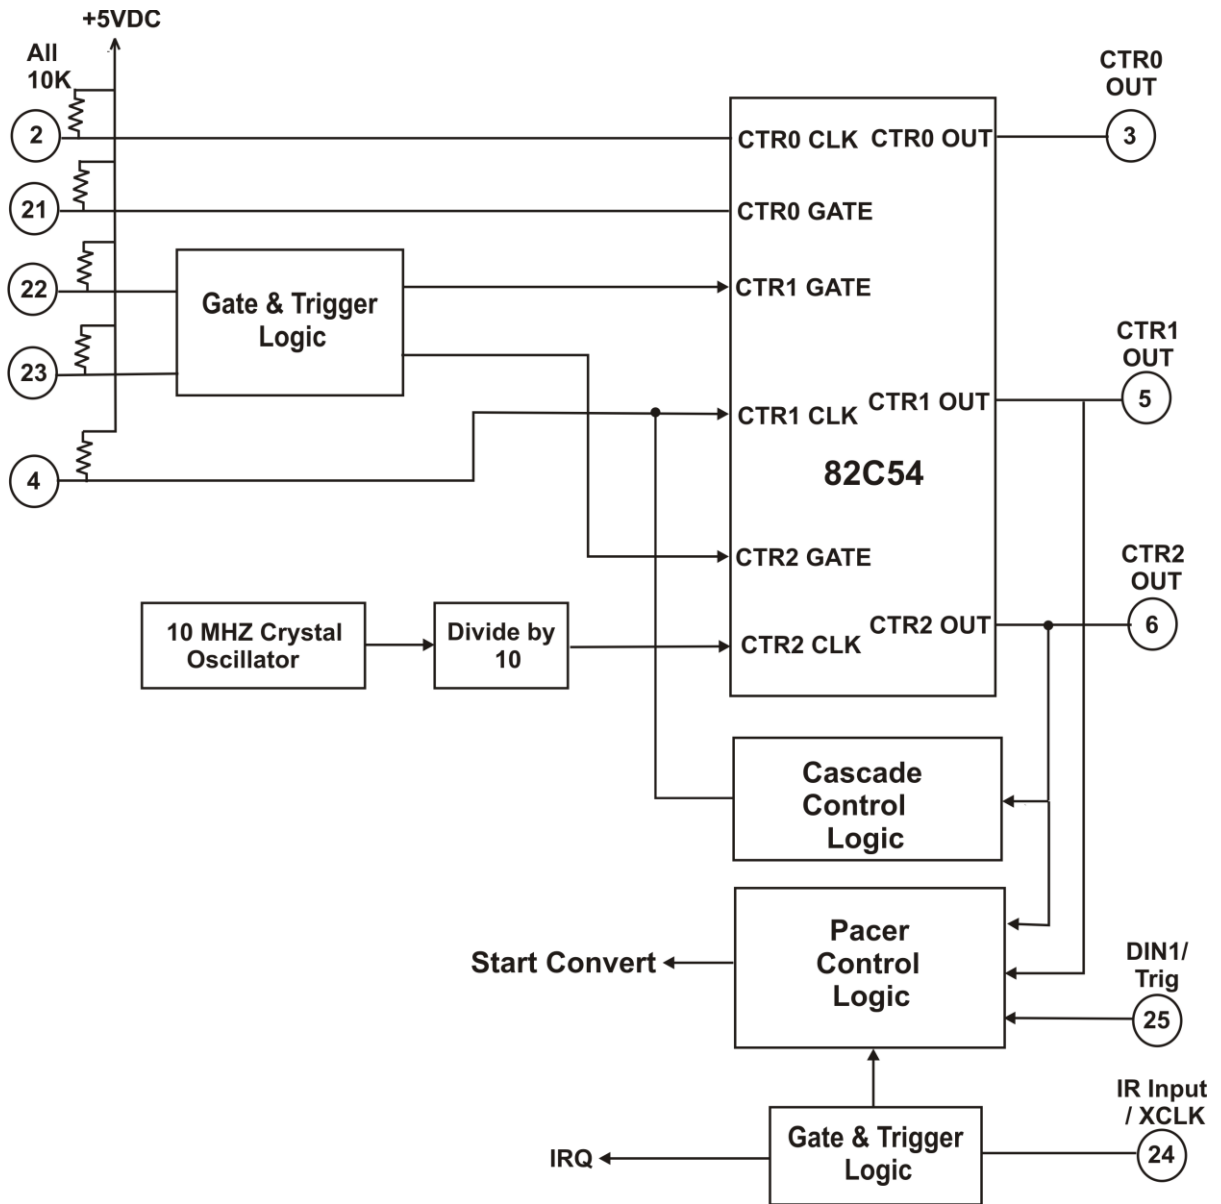 +5VDC
All
10K
CTR0
OUT
2
CTR0 CLK
CTR0 OUT
3
21
CTR0 GATE
22
Gate & Trigger
Logic
CTR1 GATE
23
CTR1
OUT
CTR1 CLK
CTR1 OUT
5
4
82C54
CTR2 GATE
CTR2
OUT
10 MHZ Crystal
Oscillator
Divide by
10
CTR2 CLK
CTR2 OUT
6
Cascade
Control
Logic
Start Convert
Pacer
Control
Logic
DIN1/
Trig
25
IR Input
/ XCLK
IRQ
Gate & Trigger
Logic
24